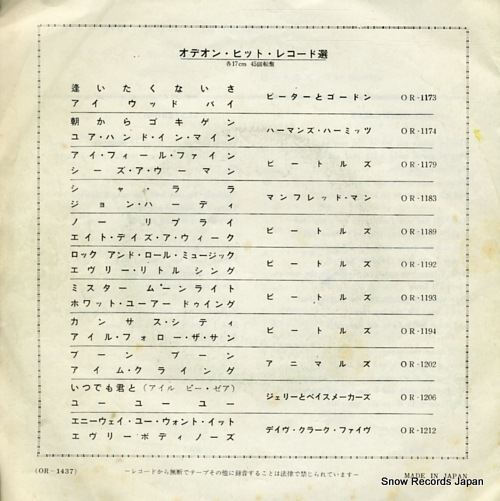 オデオン・ヒット・レコード選
各17cm 45回転盤
逢いたくないさ
アイ ウッド バイ
ピーターとゴードン OR-1173
朝からゴキゲン
ユア・ハンド・イン・マイン
ハーマンズ・ハーミッツ OR-1174
アイ・フィール・ファイン
シーズ・ア・ウーマン
ビートルズ OR-1179
シャ・ララ
ジョン・ハーディ
マンフレッド・マン OR-1183
ノー リプライ
エイト・デイズ・ア・ウィーク
ビートルズ OR-1189
ロック アンド・ロール・ミュージック
エヴリー・リトル シング
ビートルズ OR-1192
ミスター ムーンライト
ホワット・ユーアー ドゥイング
ビートルズ OR-1193
カンサス・シティ
アイル・フォロー・ザ・サン
ビートルズ OR-1194
ブーン ブーン
アイム・クライング
アニマルズ OR-1202
いつでも君と(アイル ビー・ゼア)
ユーユーユー
ジェリーとペイスメーカーズ OR-1206
エニーウェイ・ユー・ウォント・イット
エヴリー ボディ ノーズ
デイヴ・クラーク・ファイヴ OR-1212
(OR-1437)
－レコードから無断でテープその他に録音することは法律で禁じられています－
MADE IN JAPAN
Snow Records Japan